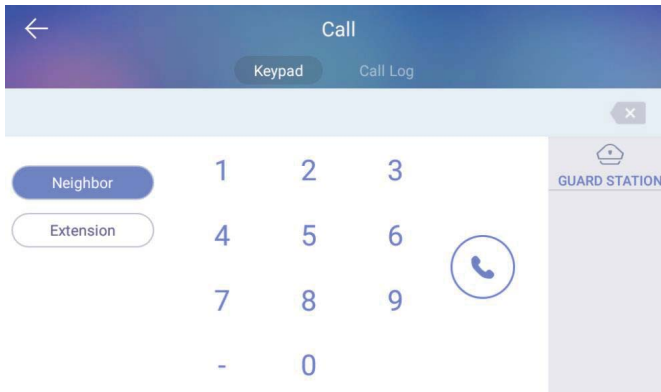 Call
Keypad Call Log
Neighbor
Extension
1 2 3
4 5 6
7 8 9
- 0
GUARD STATION